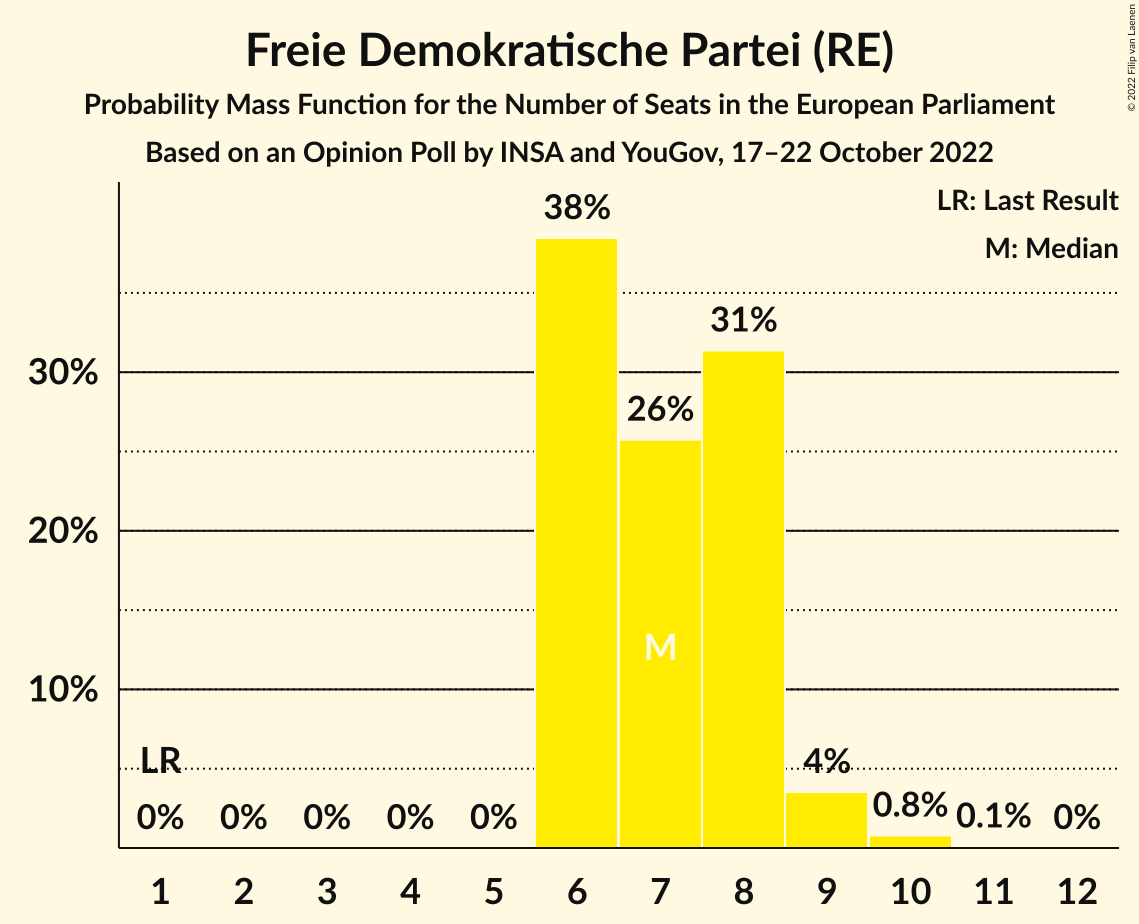 Freie Demokratische Partei (RE)
Probability Mass Function for the Number of Seats in the European Parliament
Based on an Opinion Poll by INSA and YouGov, 17–22 October 2022
© 2022 Filip van Laenen
LR: Last Result
M: Median
38%
31%
30%
26%
20%
M
10%
LR
4%
0% 0% 0% 0% 0% 0.8% 0.1% 0%
1 2 3 4 5 6 7 8 9 10 11 12